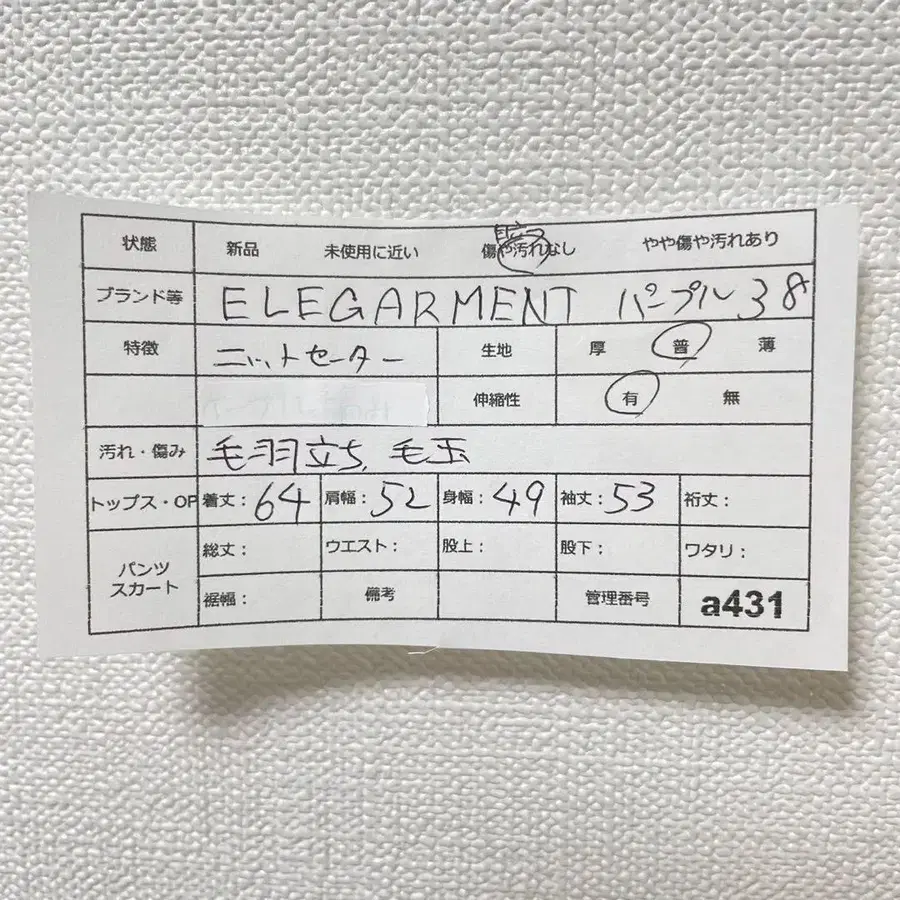 状態 新品 未使用に近い 傷や汚れなし やや傷や汚れあり
ブランド等 ELEGARMENT パープル 38
特徴 ニットセーター 生地 厚 普 薄
伸縮性 有 無
汚れ・傷み 毛羽立ち、毛玉
トップス・OP 着丈:64 肩幅:52 身幅:49 袖丈:53 裄丈:
パンツ スカート 総丈: ウエスト: 股上: 股下: ワタリ:
裾幅: 備考 管理番号 a431